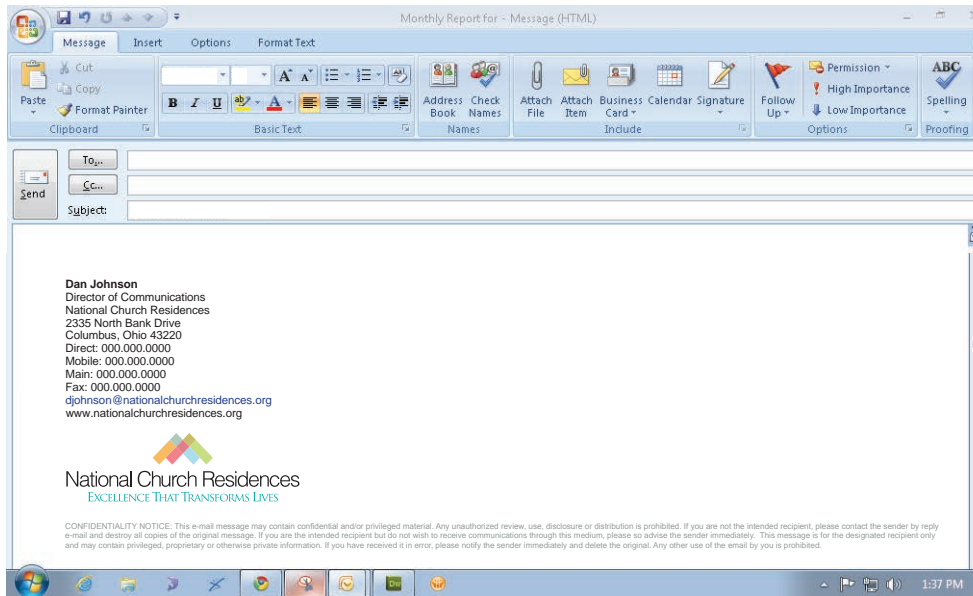 Monthly Report for - Message (HTML)
Message Insert Options Format Text
Paste
Cut
Copy
Format Painter
Clipboard
B I U
Basic Text
Address Book
Check Names
Names
Attach File
Attach Item
Business Card
Calendar
Signature
Include
Follow Up
Permission
High Importance
Low Importance
Options
ABC
Spelling
Proofing
Send
To...
Cc...
Subject:
Dan Johnson
Director of Communications
National Church Residences
2335 North Bank Drive
Columbus, Ohio 43220
Direct: 000.000.0000
Mobile: 000.000.0000
Main: 000.000.0000
Fax: 000.000.0000
djohnson@nationalchurchresidences.org
www.nationalchurchresidences.org
National Church Residences
EXCELLENCE THAT TRANSFORMS LIVES
CONFIDENTIALITY NOTICE: This e-mail message may contain confidential and/or privileged material. Any unauthorized review, use, disclosure or distribution is prohibited. If you are not the intended recipient, please contact the sender by reply
e-mail and destroy all copies of the original message. If you are the intended recipient but do not wish to receive communications through this medium, please so advise the sender immediately. This message is for the designated recipient only
and may contain privileged, proprietary or otherwise private information. If you have received it in error, please notify the sender immediately and delete the original. Any other use of the email by you is prohibited.
Dw
1:37 PM